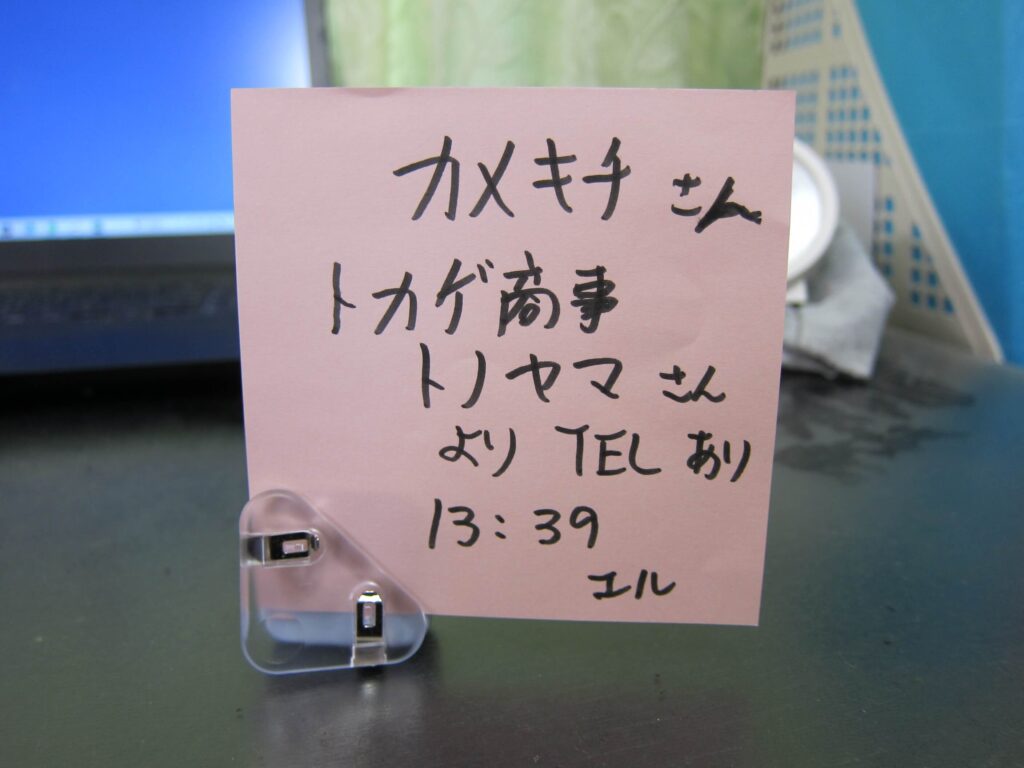 カメキチ さん
トカゲ商事
トノヤマ さん
より TEL あり
13:39
エル